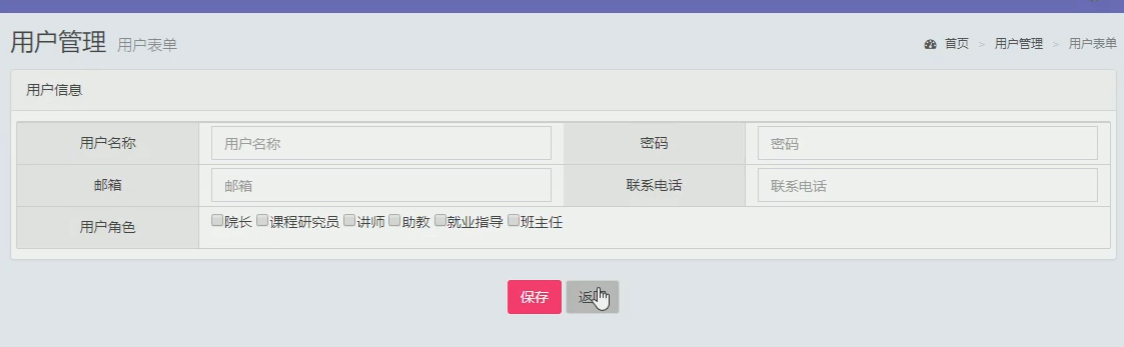 用户管理 用户表单
首页 > 用户管理 > 用户表单
用户信息
用户名称 用户名称 密码 密码
邮箱 邮箱 联系电话 联系电话
用户角色 院长 课程研究员 讲师 助教 就业指导 班主任
保存 返